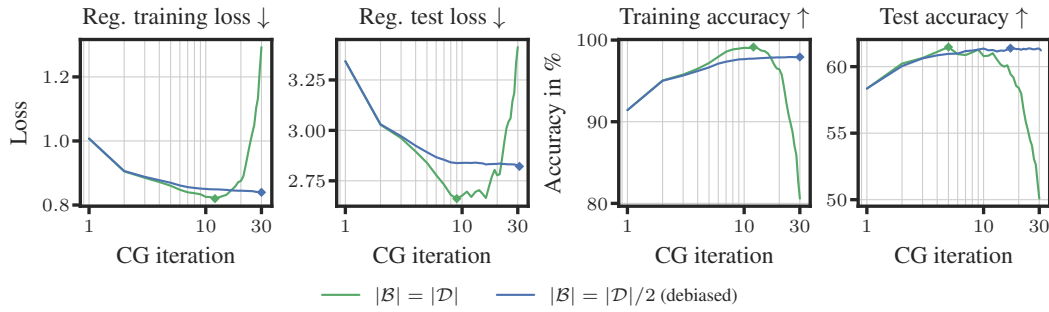 Reg. training loss ↓
Reg. test loss ↓
Training accuracy ↑
Test accuracy ↑
Loss
1.2
1.0
0.8
1
10
30
CG iteration
3.25
3.00
2.75
1
10
30
CG iteration
Accuracy in %
100
90
80
1
10
30
CG iteration
60
55
50
1
10
30
CG iteration
|ℬ| = |𝒟|
|ℬ| = |𝒟|/2 (debiased)